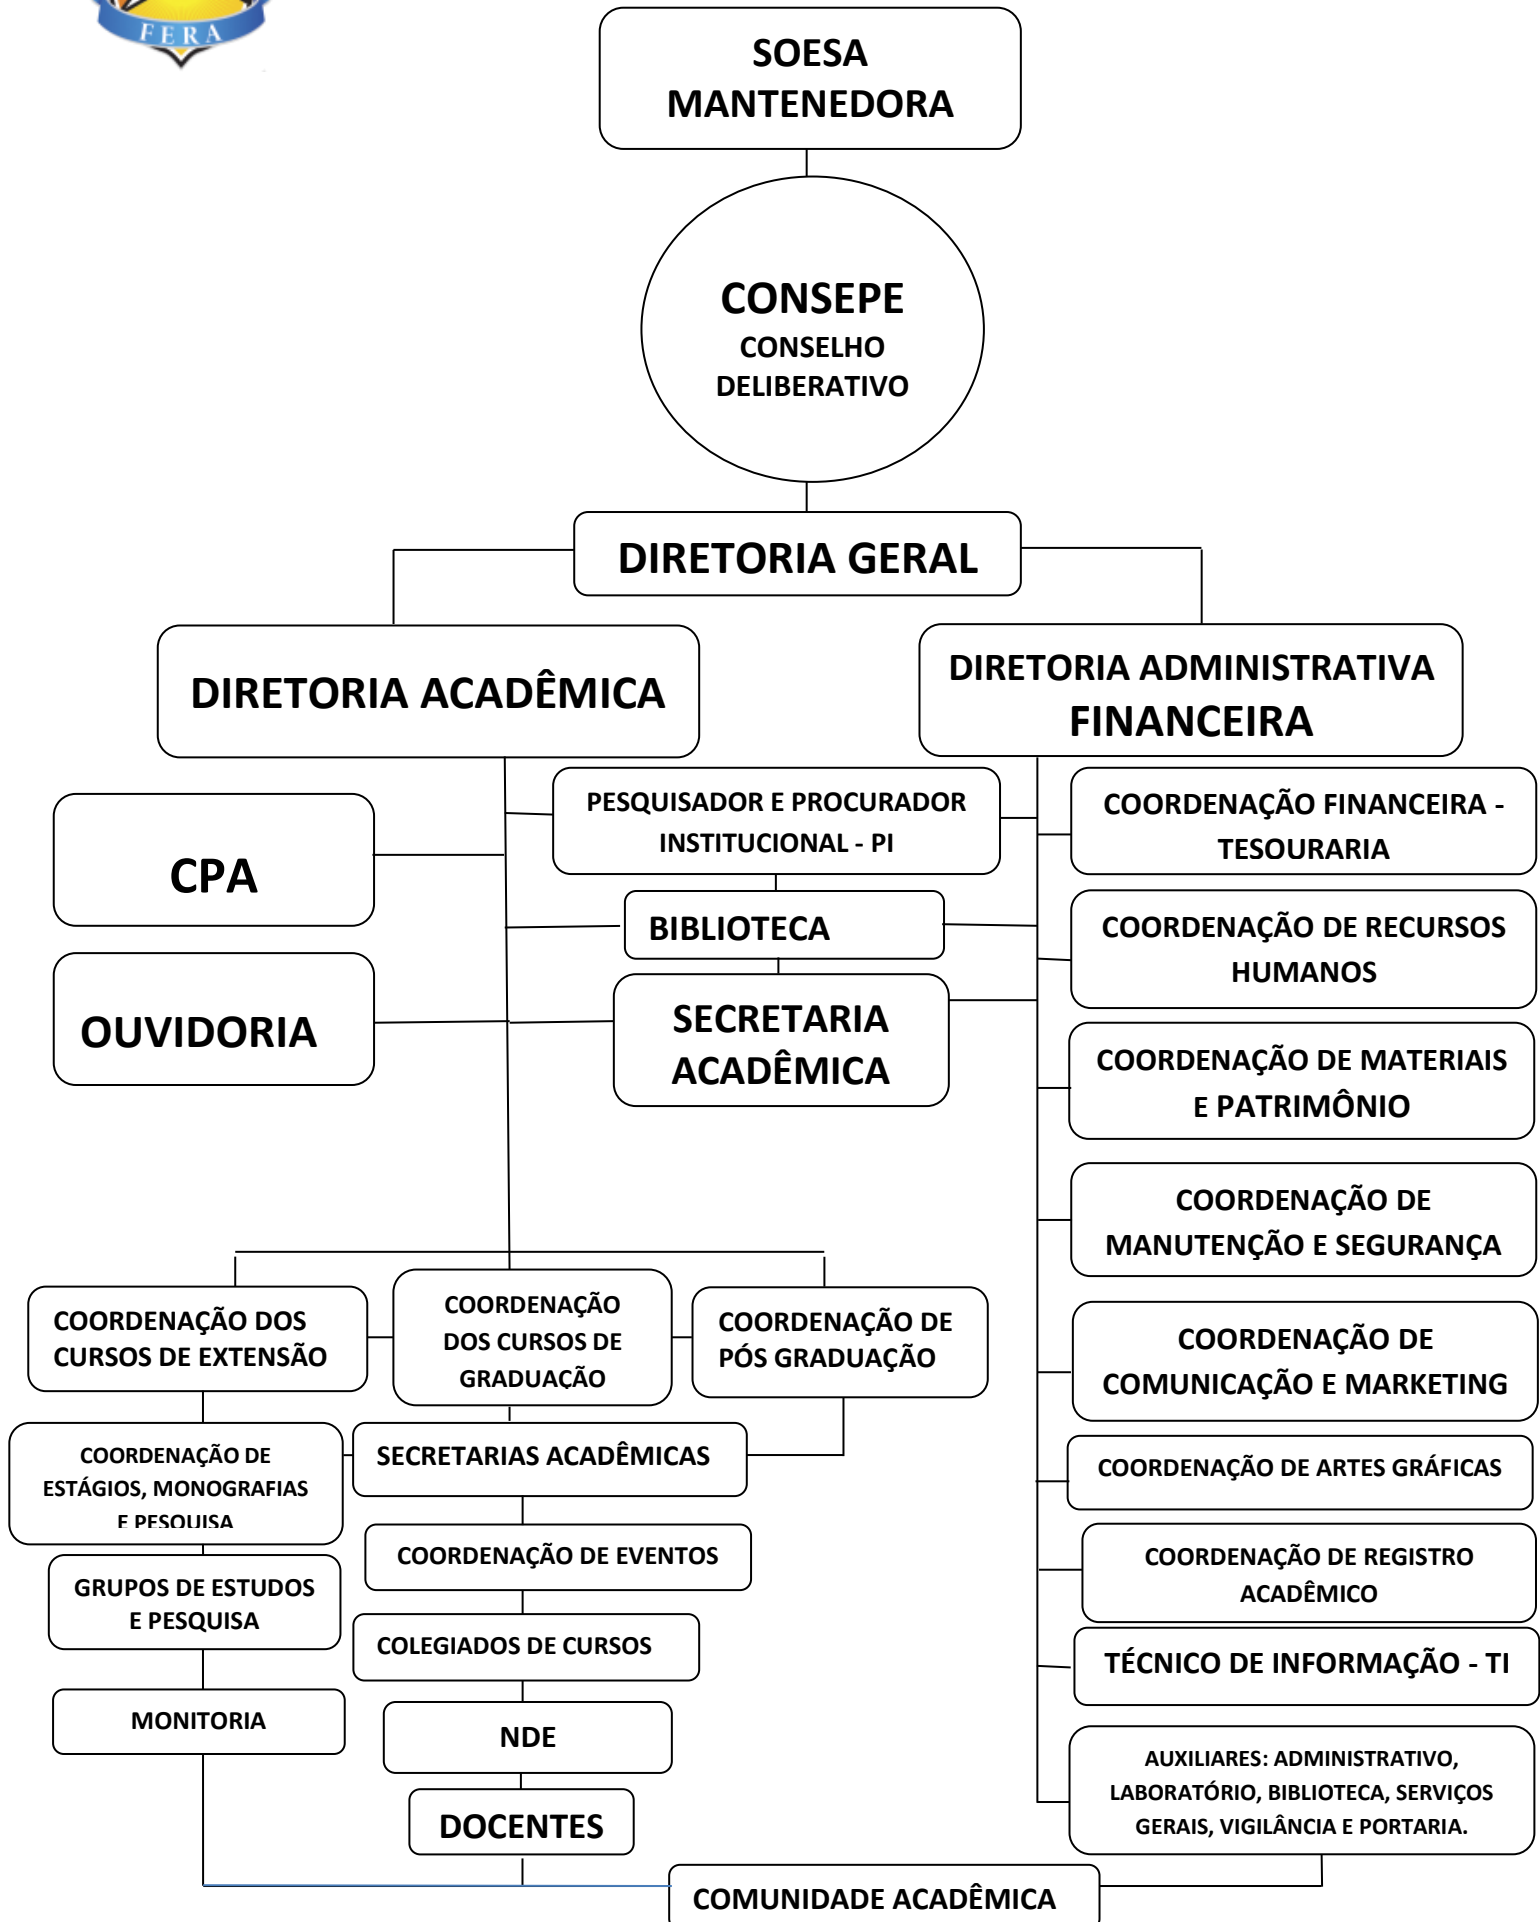 FERA
SOESA
MANTENEDORA
CONSEPE
CONSELHO
DELIBERATIVO
DIRETORIA GERAL
DIRETORIA ACADÊMICA
DIRETORIA ADMINISTRATIVA
FINANCEIRA
PESQUISADOR E PROCURADOR
INSTITUCIONAL - PI
COORDENAÇÃO FINANCEIRA -
TESOURARIA
CPA
BIBLIOTECA
COORDENAÇÃO DE RECURSOS
HUMANOS
OUVIDORIA
SECRETARIA
ACADÊMICA
COORDENAÇÃO DE MATERIAIS
E PATRIMÔNIO
COORDENAÇÃO DE
MANUTENÇÃO E SEGURANÇA
COORDENAÇÃO DOS
CURSOS DE EXTENSÃO
COORDENAÇÃO
DOS CURSOS DE
GRADUAÇÃO
COORDENAÇÃO DE
PÓS GRADUAÇÃO
COORDENAÇÃO DE
COMUNICAÇÃO E MARKETING
COORDENAÇÃO DE
ESTÁGIOS, MONOGRAFIAS
E PESQUISA
SECRETARIAS ACADÊMICAS
COORDENAÇÃO DE ARTES GRÁFICAS
COORDENAÇÃO DE EVENTOS
COORDENAÇÃO DE REGISTRO
ACADÊMICO
GRUPOS DE ESTUDOS
E PESQUISA
COLEGIADOS DE CURSOS
TÉCNICO DE INFORMAÇÃO - TI
MONITORIA
NDE
AUXILIARES: ADMINISTRATIVO,
LABORATÓRIO, BIBLIOTECA, SERVIÇOS
GERAIS, VIGILÂNCIA E PORTARIA.
DOCENTES
COMUNIDADE ACADÊMICA